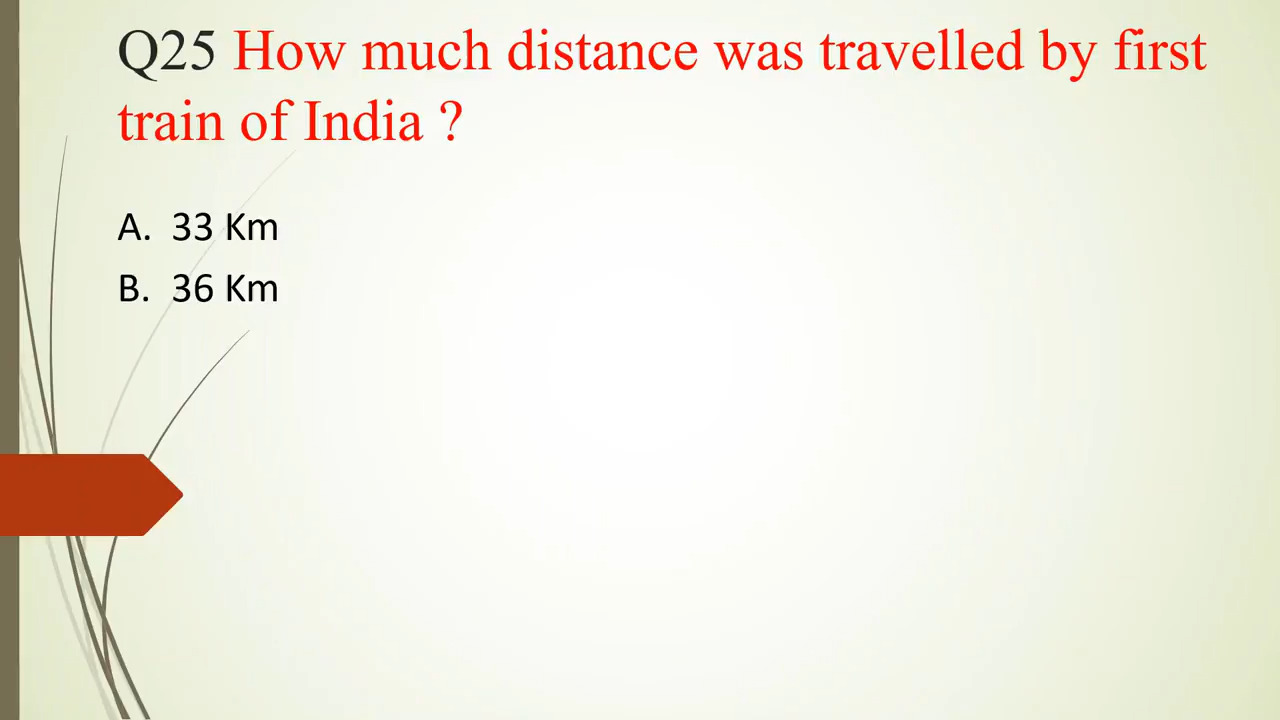 Q25 How much distance was travelled by first
train of India ?
A. 33 Km
B. 36 Km